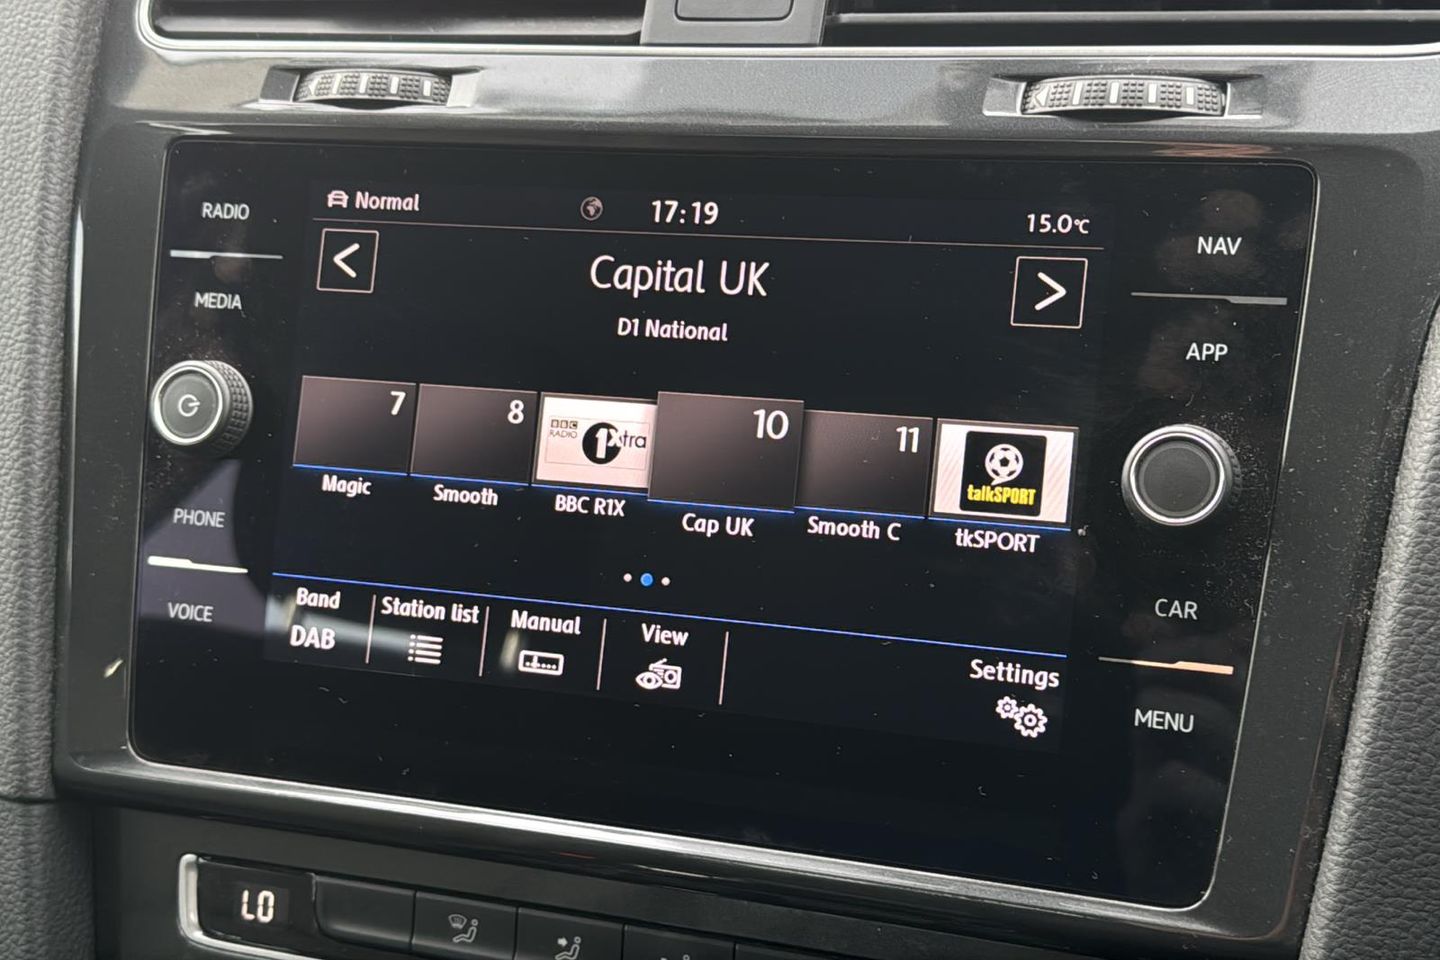 RADIO
MEDIA
PHONE
VOICE
Normal
17:19
15.0°C
Capital UK
D1 National
7
Magic
8
Smooth
BBC
RADIO
1Xtra
BBC R1X
10
Cap UK
11
Smooth C
talkSPORT
tkSPORT
Band
DAB
Station list
Manual
View
Settings
NAV
APP
CAR
MENU
LO